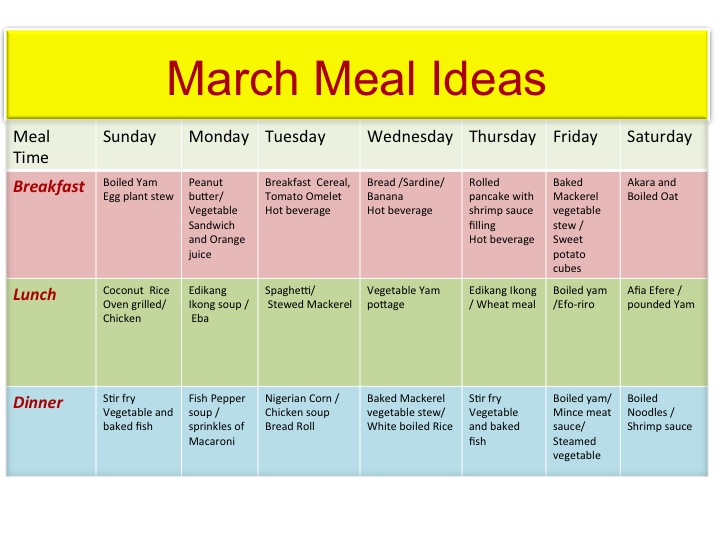 March Meal Ideas
Meal Time
Sunday
Monday
Tuesday
Wednesday
Thursday
Friday
Saturday
Breakfast
Boiled Yam
Egg plant stew
Peanut
butter/
Vegetable
Sandwich
and Orange
juice
Breakfast Cereal,
Tomato Omelet
Hot beverage
Bread /Sardine/
Banana
Hot beverage
Rolled
pancake with
shrimp sauce
filling
Hot beverage
Baked
Mackerel
vegetable
stew /
Sweet
potato
cubes
Akara and
Boiled Oat
Lunch
Coconut Rice
Oven grilled/
Chicken
Edikang
Ikong soup /
Eba
Spaghetti/
Stewed Mackerel
Vegetable Yam
pottage
Edikang Ikong
/ Wheat meal
Boiled yam
/Efo-riro
Afia Efere /
pounded Yam
Dinner
Stir fry
Vegetable and
baked fish
Fish Pepper
soup /
sprinkles of
Macaroni
Nigerian Corn /
Chicken soup
Bread Roll
Baked Mackerel
vegetable stew/
White boiled Rice
Stir fry
Vegetable
and baked
fish
Boiled yam/
Mince meat
sauce/
Steamed
vegetable
Boiled
Noodles /
Shrimp sauce